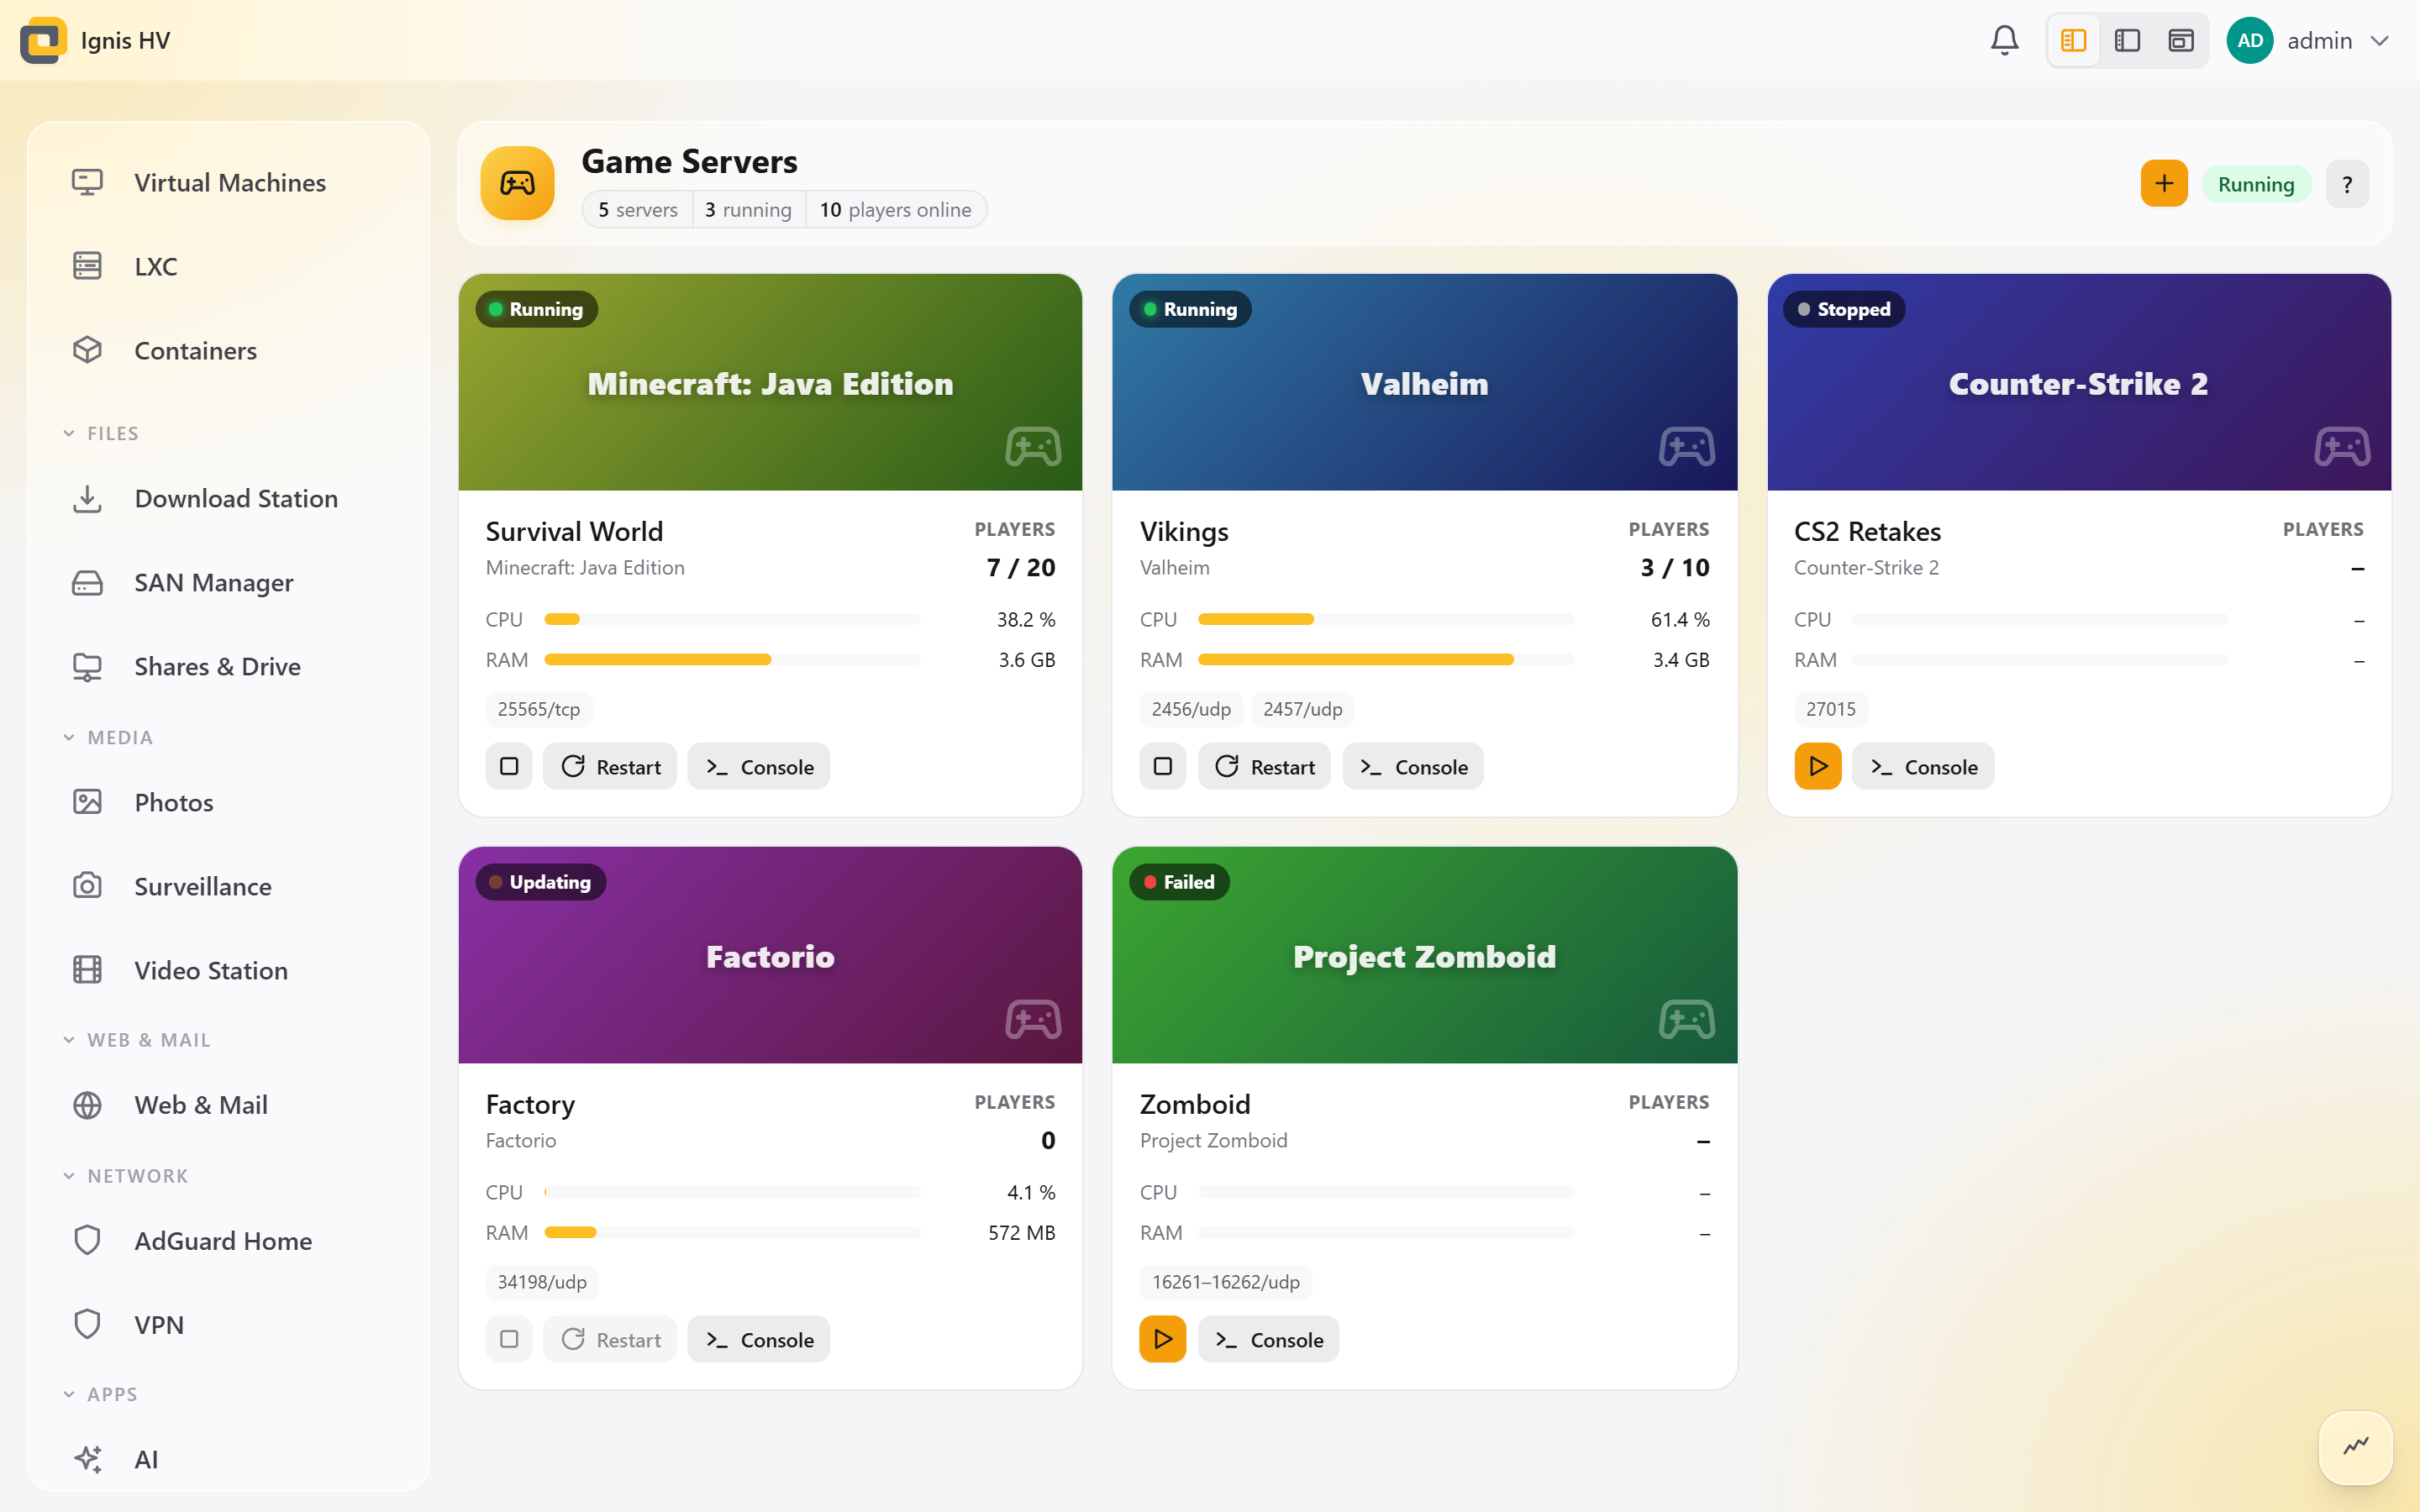 Ignis HV
AD admin
Virtual Machines
LXC
Containers
FILES
Download Station
SAN Manager
Shares & Drive
MEDIA
Photos
Surveillance
Video Station
WEB & MAIL
Web & Mail
NETWORK
AdGuard Home
VPN
APPS
AI
Game Servers
5 servers 3 running 10 players online
Running ?
Running
Minecraft: Java Edition
Survival World PLAYERS
Minecraft: Java Edition 7 / 20
CPU 38.2 %
RAM 3.6 GB
25565/tcp
Restart >_ Console
Running
Valheim
Vikings PLAYERS
Valheim 3 / 10
CPU 61.4 %
RAM 3.4 GB
2456/udp 2457/udp
Restart >_ Console
Stopped
Counter-Strike 2
CS2 Retakes PLAYERS
Counter-Strike 2 –
CPU –
RAM –
27015
>_ Console
Updating
Factorio
Factory PLAYERS
Factorio 0
CPU 4.1 %
RAM 572 MB
34198/udp
Restart >_ Console
Failed
Project Zomboid
Zomboid PLAYERS
Project Zomboid –
CPU –
RAM –
16261–16262/udp
>_ Console